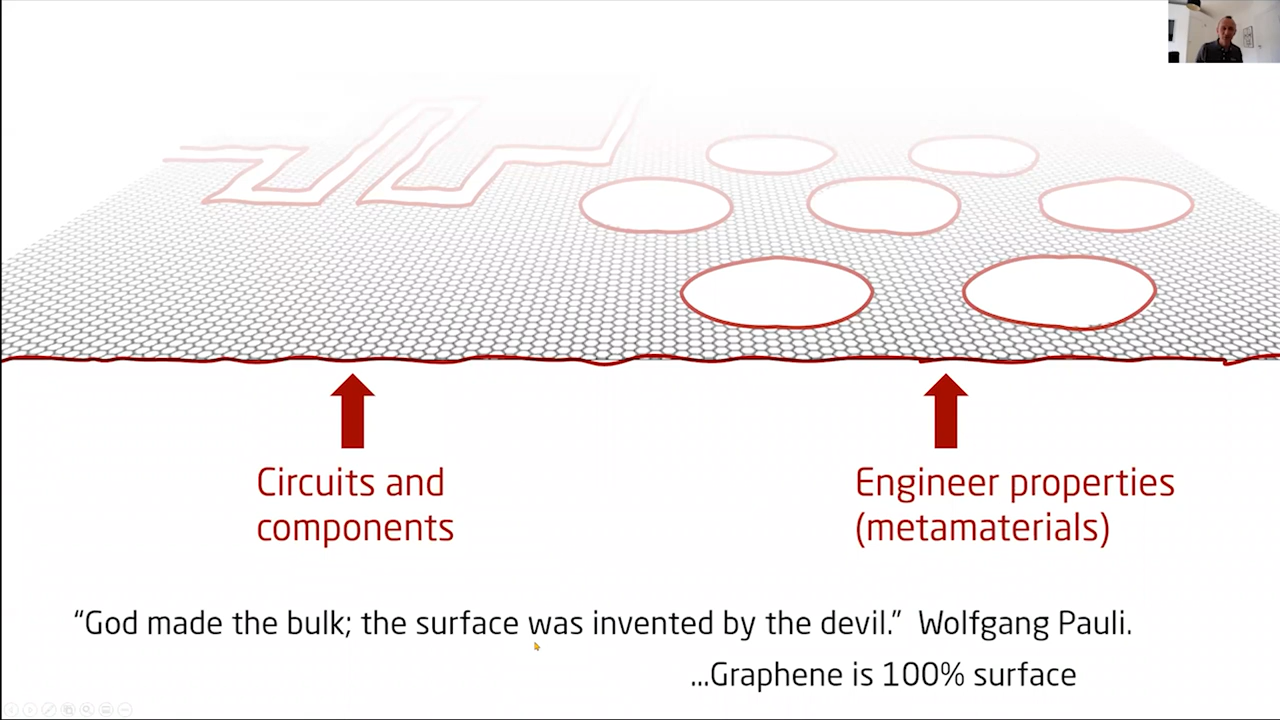 Circuits and
components
Engineer properties
(metamaterials)
“God made the bulk; the surface was invented by the devil.” Wolfgang Pauli.
...Graphene is 100% surface